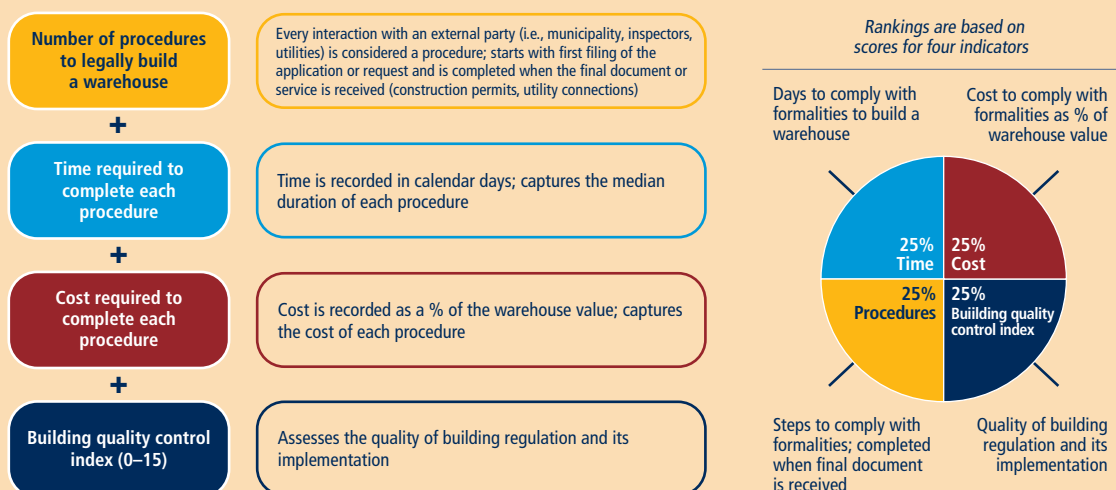 Number of procedures
to legally build
a warehouse
Every interaction with an external party (i.e., municipality, inspectors,
utilities) is considered a procedure; starts with first filing of the
application or request and is completed when the final document or
service is received (construction permits, utility connections)
+
Time required to
complete each
procedure
Time is recorded in calendar days; captures the median
duration of each procedure
+
Cost required to
complete each
procedure
Cost is recorded as a % of the warehouse value; captures
the cost of each procedure
+
Building quality control
index (0–15)
Assesses the quality of building regulation and its
implementation
Rankings are based on
scores for four indicators
Days to comply with
formalities to build a
warehouse
Cost to comply with
formalities as % of
warehouse value
25%
Time
25%
Cost
25%
Procedures
25%
Buiilding quality
control index
Steps to comply with
formalities; completed
when final document
is received
Quality of building
regulation and its
implementation